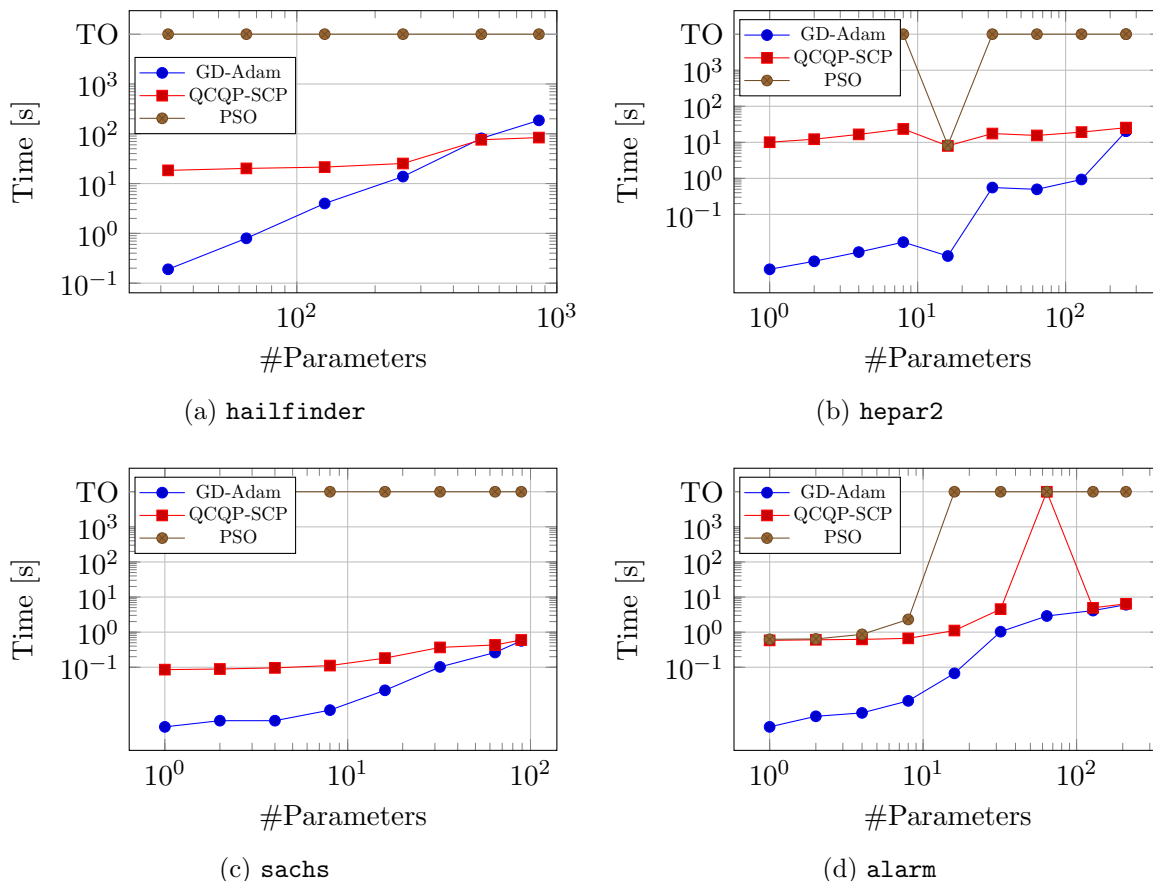 TO
10^3
10^2
10^1
10^0
10^−1
Time [s]
GD-Adam
QCQP-SCP
PSO
10^2
10^3
#Parameters
(a) hailfinder
TO
10^3
10^2
10^1
10^0
10^−1
Time [s]
GD-Adam
QCQP-SCP
PSO
10^0
10^1
10^2
#Parameters
(b) hepar2
TO
10^3
10^2
10^1
10^0
10^−1
Time [s]
GD-Adam
QCQP-SCP
PSO
10^0
10^1
10^2
#Parameters
(c) sachs
TO
10^3
10^2
10^1
10^0
10^−1
Time [s]
GD-Adam
QCQP-SCP
PSO
10^0
10^1
10^2
#Parameters
(d) alarm